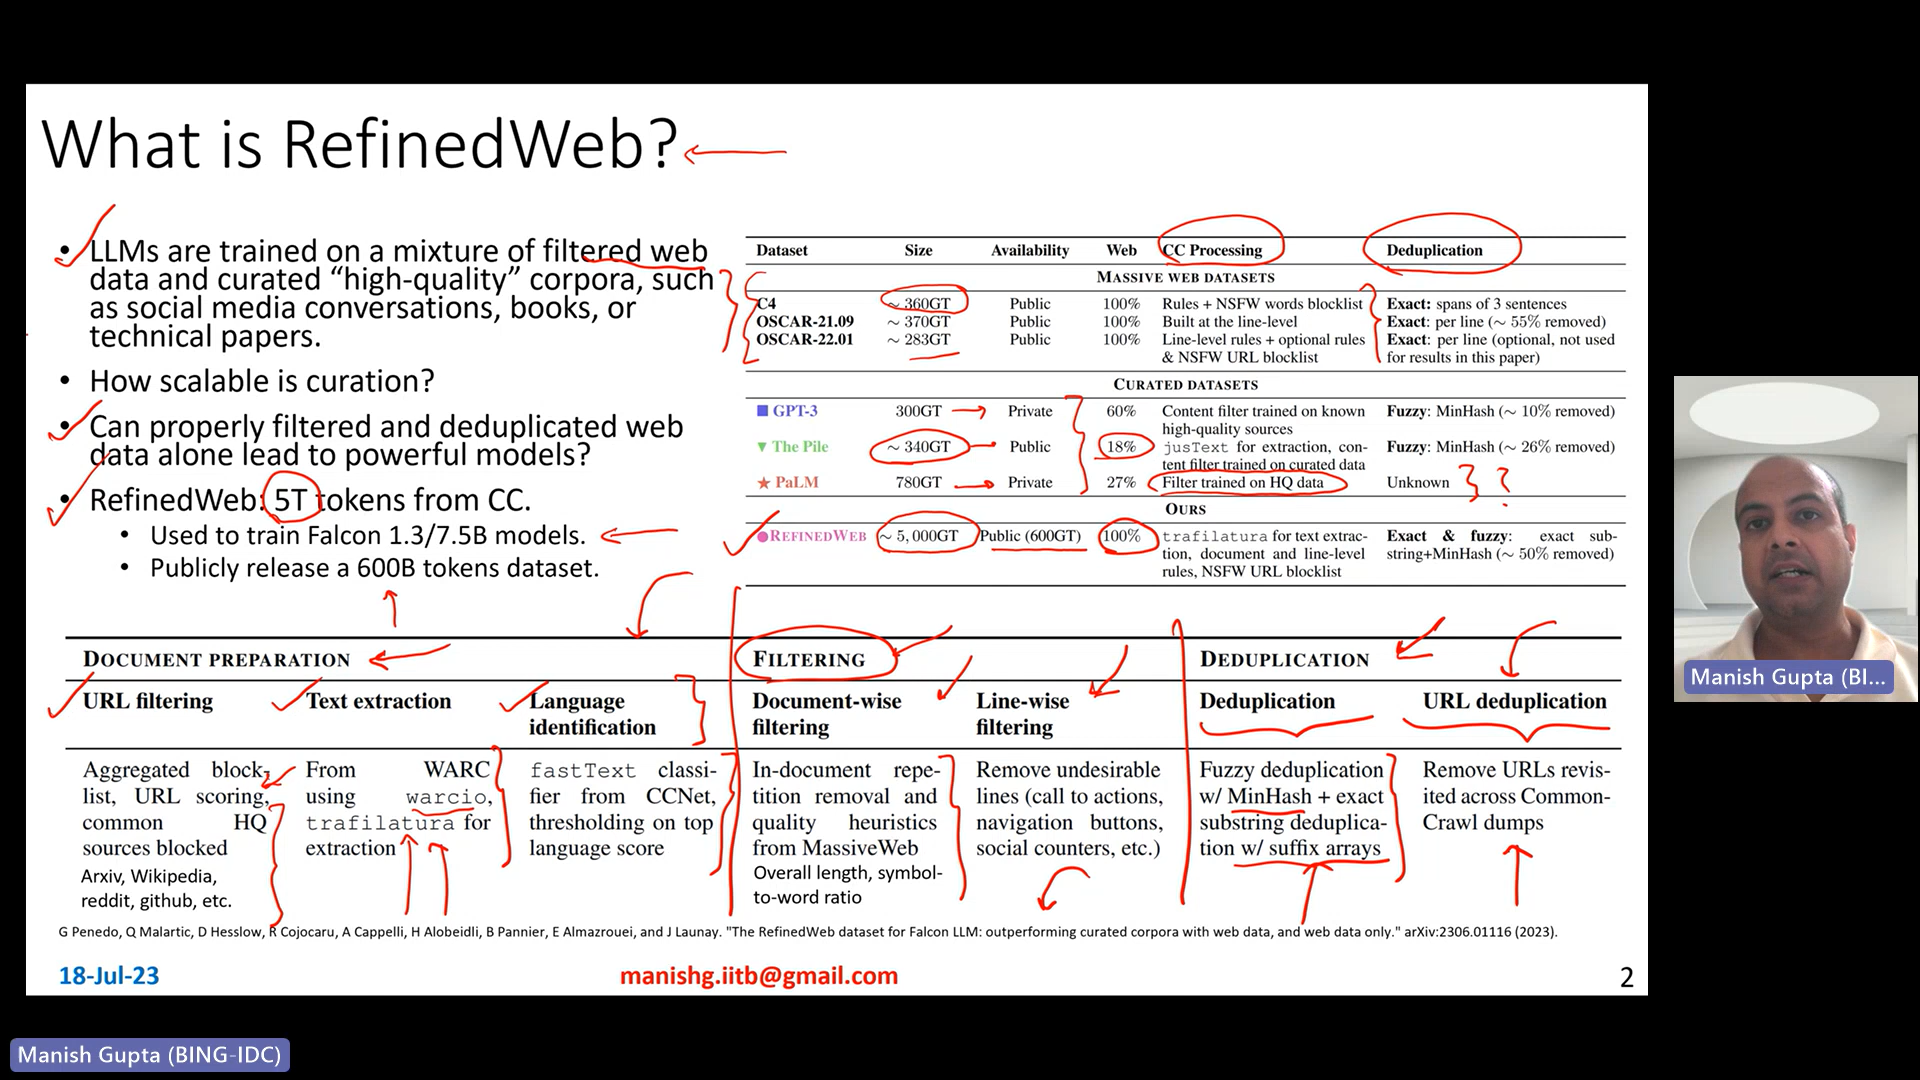 What is RefinedWeb?
• LLMs are trained on a mixture of filtered web
data and curated “high-quality” corpora, such
as social media conversations, books, or
technical papers.
• How scalable is curation?
• Can properly filtered and deduplicated web
data alone lead to powerful models?
• RefinedWeb: 5T tokens from CC.
• Used to train Falcon 1.3/7.5B models.
• Publicly release a 600B tokens dataset.
Dataset Size Availability Web CC Processing Deduplication
MASSIVE WEB DATASETS
C4 ~ 360GT Public 100% Rules + NSFW words blocklist Exact: spans of 3 sentences
OSCAR-21.09 ~ 370GT Public 100% Built at the line-level Exact: per line (~ 55% removed)
OSCAR-22.01 ~ 283GT Public 100% Line-level rules + optional rules Exact: per line (optional, not used
& NSFW URL blocklist for results in this paper)
CURATED DATASETS
GPT-3 300GT Private 60% Content filter trained on known Fuzzy: MinHash (~ 10% removed)
high-quality sources
The Pile ~ 340GT Public 18% jusText for extraction, con- Fuzzy: MinHash (~ 26% removed)
tent filter trained on curated data
PaLM 780GT Private 27% Filter trained on HQ data Unknown ?
OURS
REFINEDWEB ~ 5,000GT Public (600GT) 100% trafilatura for text extrac- Exact & fuzzy: exact sub-
tion, document and line-level string+MinHash (~ 50% removed)
rules, NSFW URL blocklist
DOCUMENT PREPARATION FILTERING DEDUPLICATION
URL filtering Text extraction Language Document-wise Line-wise Deduplication URL deduplication
identification filtering filtering
Aggregated block- From WARC fastText classi- In-document repe- Remove undesirable Fuzzy deduplication Remove URLs revis-
list, URL scoring, using warcio, fier from CCNet, tition removal and lines (call to actions, w/ MinHash + exact ited across Common-
common HQ trafilatura for thresholding on top quality heuristics navigation buttons, substring deduplica- Crawl dumps
sources blocked extraction language score from MassiveWeb social counters, etc.) tion w/ suffix arrays
Arxiv, Wikipedia, Overall length, symbol-
reddit, github, etc. to-word ratio
G Penedo, Q Malartic, D Hesslow, R Cojocaru, A Cappelli, H Alobeidli, B Pannier, E Almazrouei, and J Launay. "The RefinedWeb dataset for Falcon LLM: outperforming curated corpora with web data, and web data only." arXiv:2306.01116 (2023).
18-Jul-23 manishg.iitb@gmail.com 2
Manish Gupta (BI...
Manish Gupta (BING-IDC)